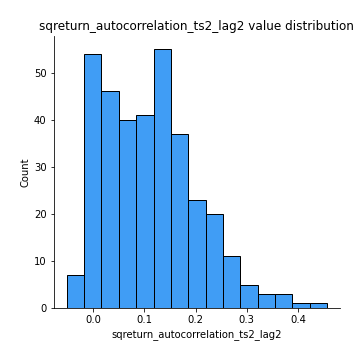 sqreturn_autocorrelation_ts2_lag2 value distribution
Count
50
40
30
20
10
0
0.0 0.1 0.2 0.3 0.4
sqreturn_autocorrelation_ts2_lag2